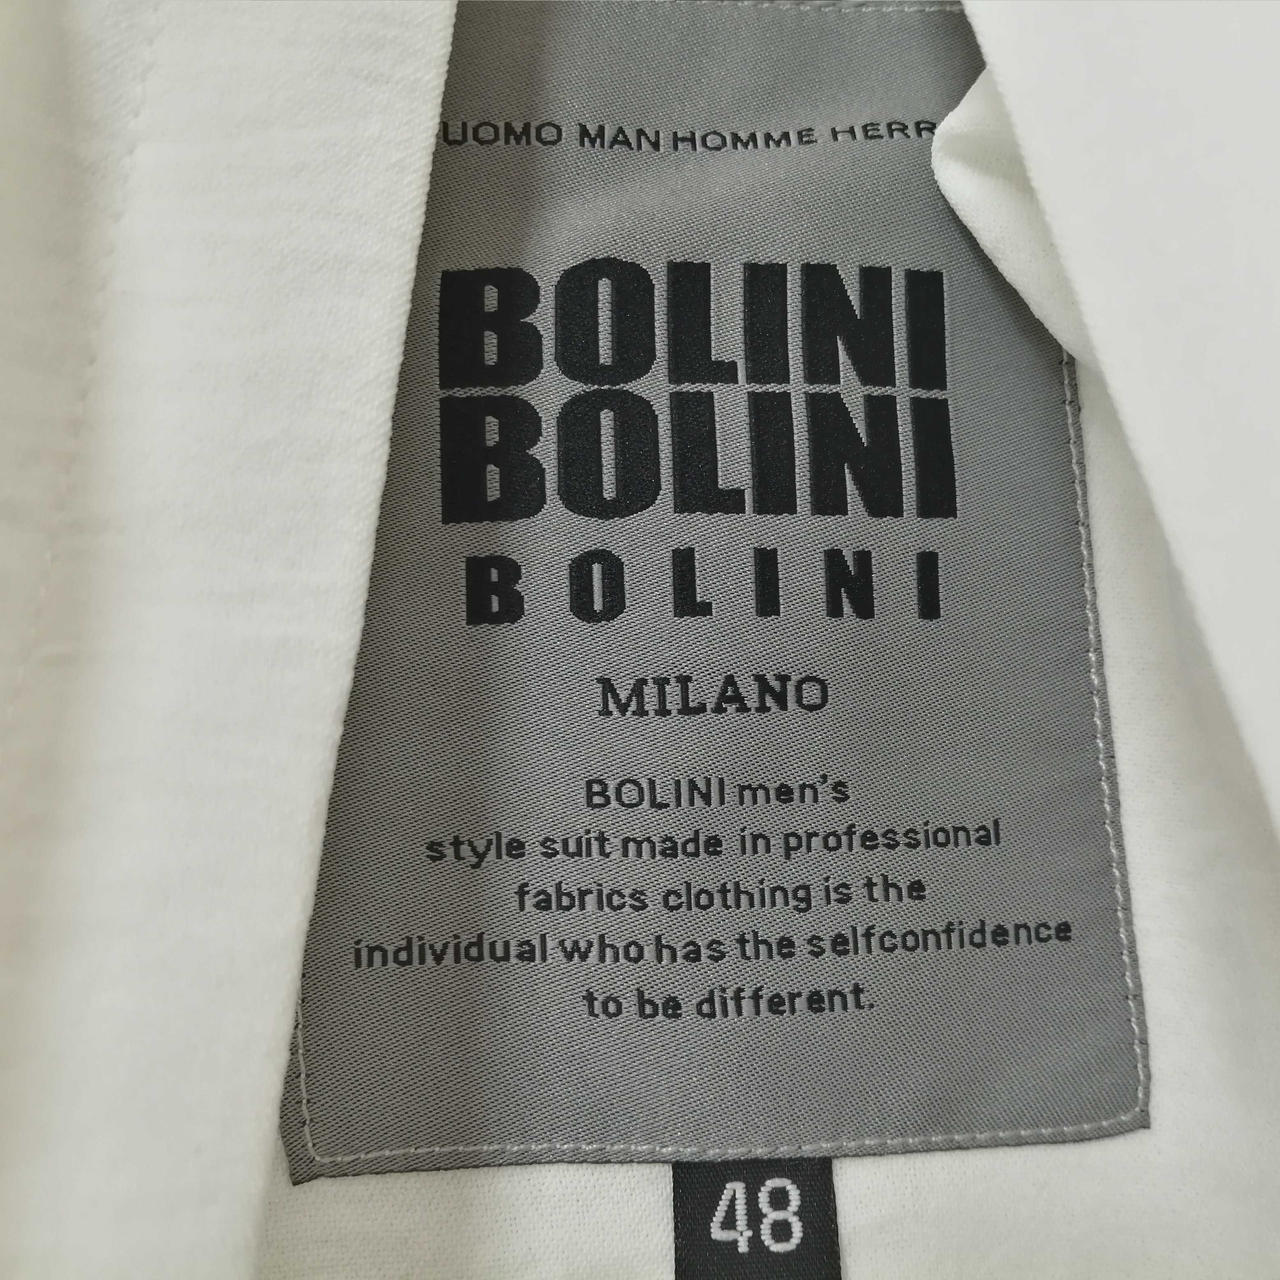 UOMO MAN HOMME HERR
BOLINI
BOLINI
BOLINI
MILANO
BOLINI men's
style suit made in professional
fabrics clothing is the
individual who has the selfconfidence
to be different.
48